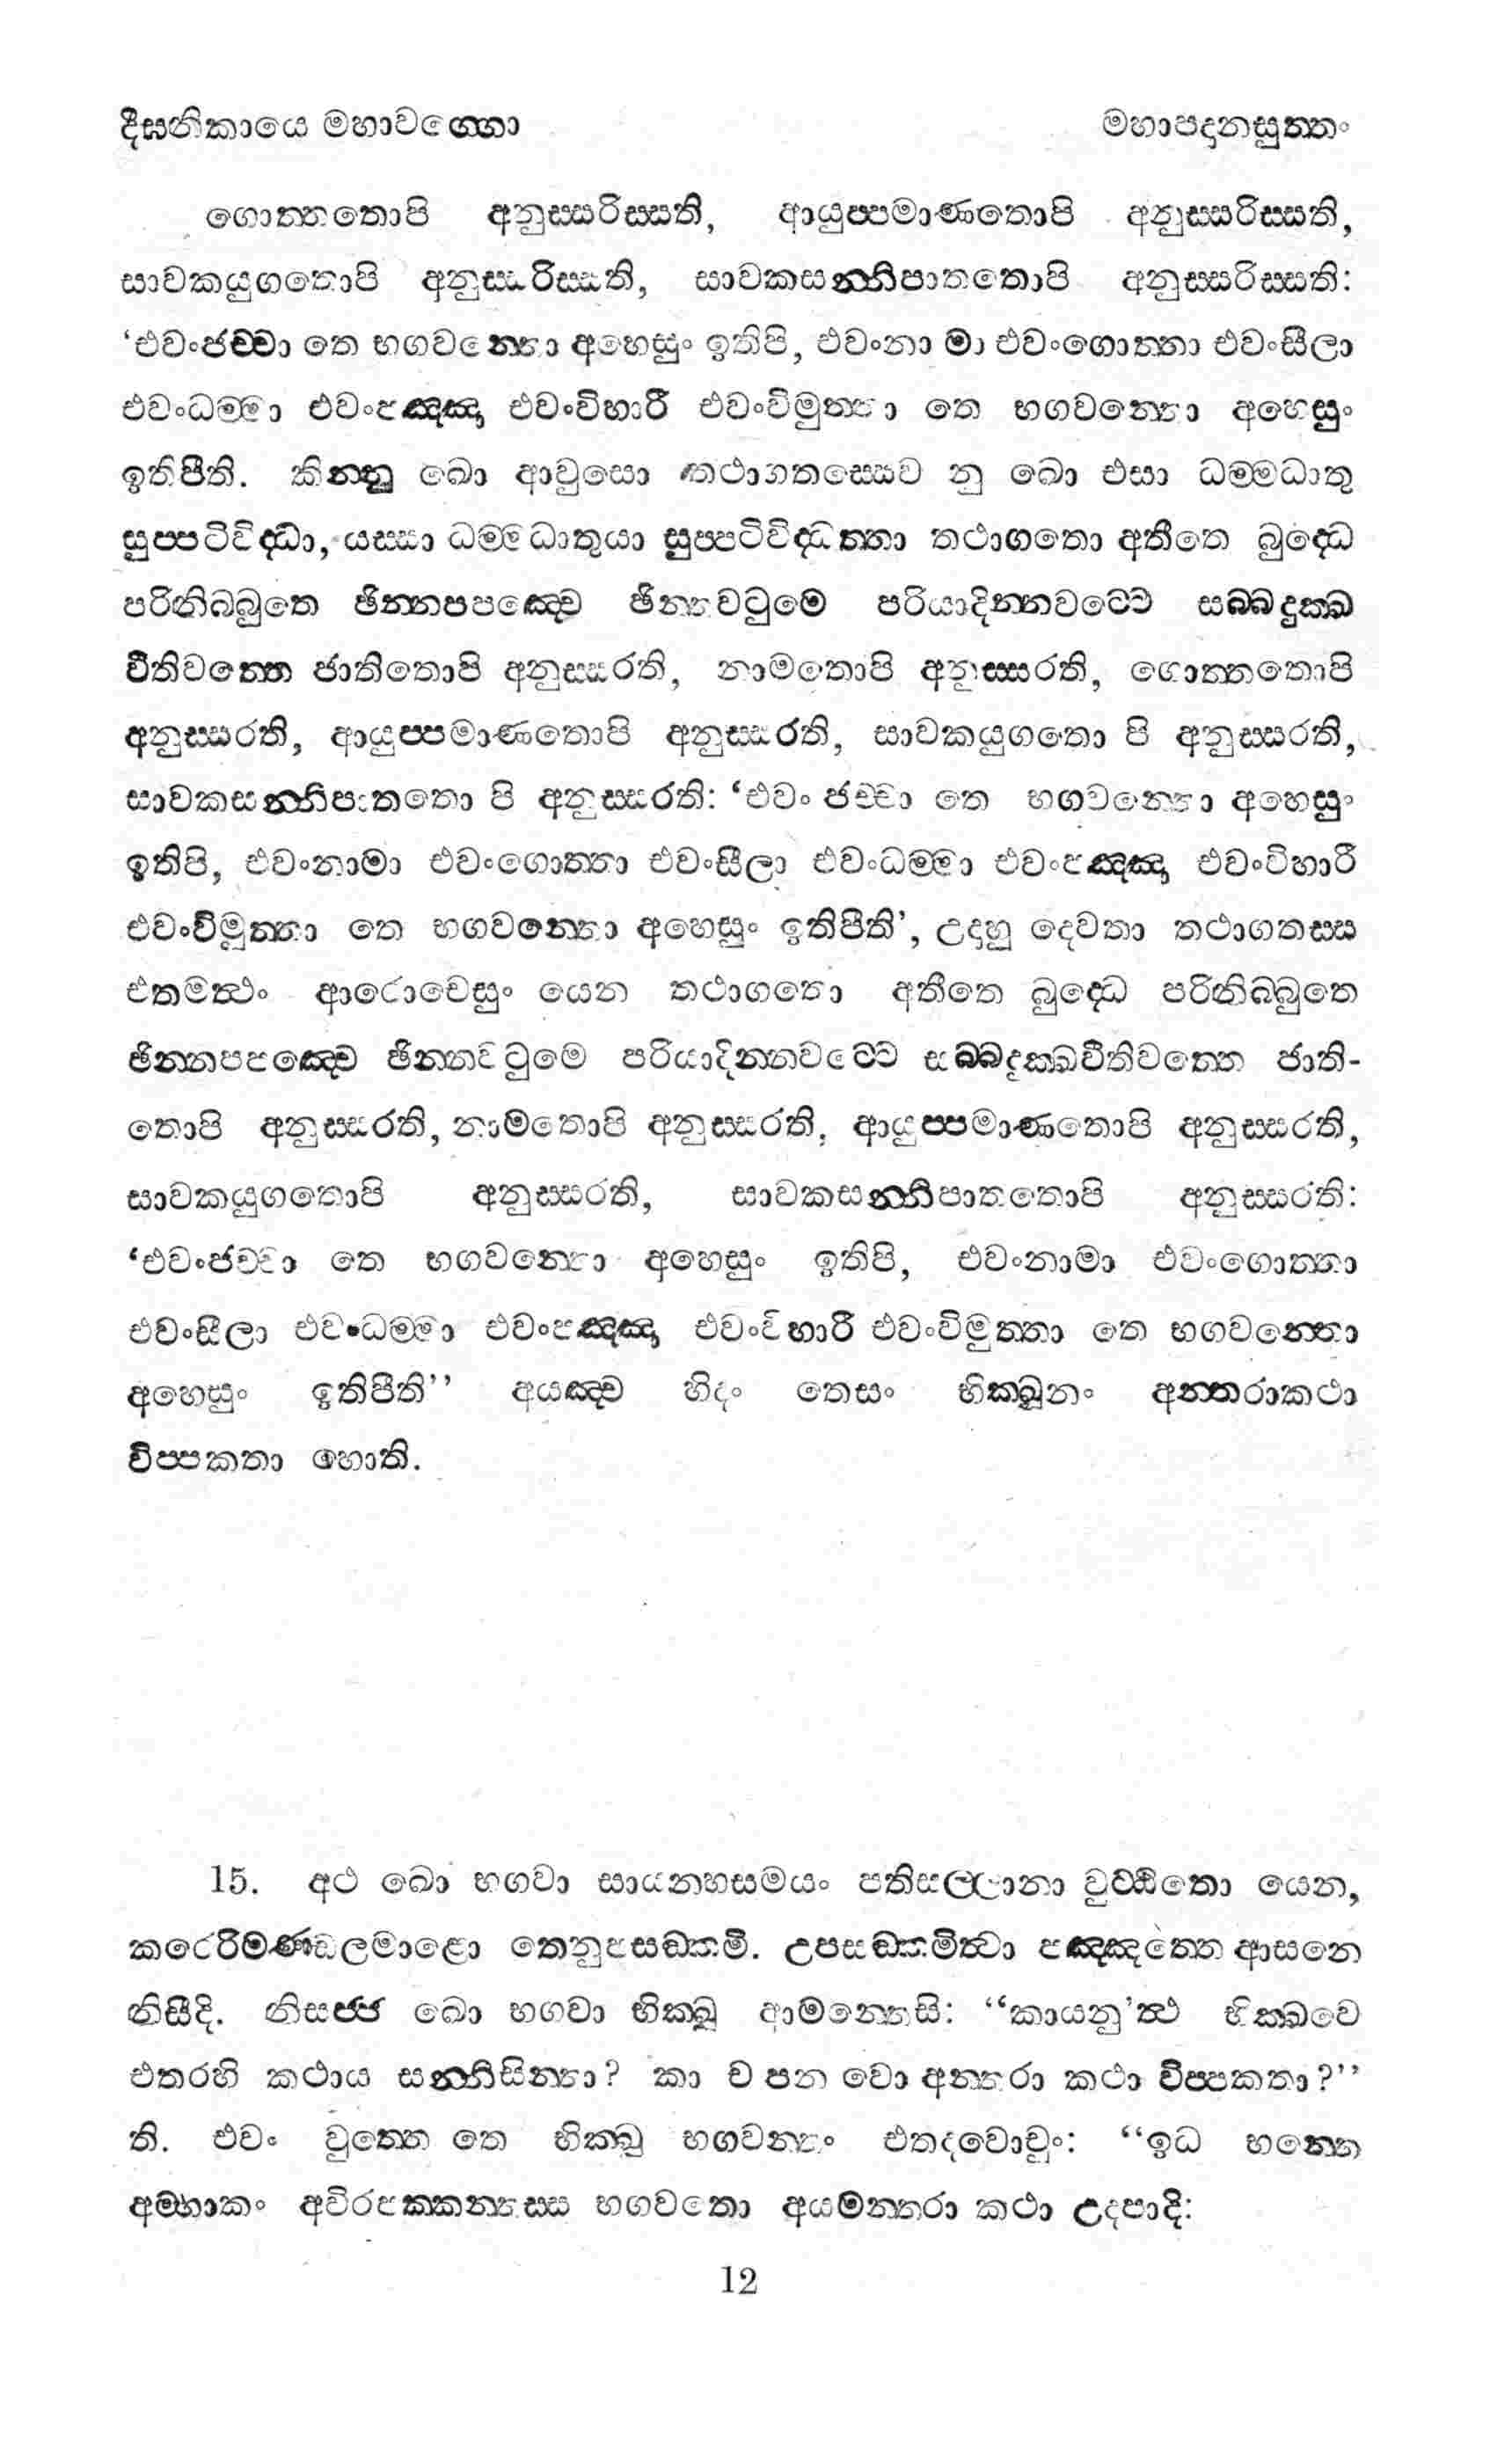 දීඝනිකායෙ මහාවග්ගො මහාපදානසුත්තං
ගොත්තතොපි අනුස්සරිස්සති, ආයුප්පමාණතොපි අනුස්සරිස්සති,
සාවකයුගතොපි අනුස්සරිස්සති, සාවකසන්නිපාතතොපි අනුස්සරිස්සති:
‘එවංජච්චා තෙ භගවන්තො අහෙසුං ඉතිපි, එවංනා මා එවංගොත්තා එවංසීලා
එවංධම්මා එවංපඤ්ඤා එවංවිහාරී එවංවිමුත්තා තෙ භගවන්තො අහෙසුං
ඉතිපීති. කින්නු ඛො ආවුසො තථාගතස්සෙව නු ඛො එසා ධම්මධාතු
සුප්පටිවිද්ධා, යස්සා ධම්මධාතුයා සුප්පටිවිද්ධත්තා තථාගතො අතීතෙ බුද්ධෙ
පරිනිබ්බුතෙ ඡින්නපපඤ්චෙ ඡින්නවටුමෙ පරියාදින්නවට්ටෙ සබ්බදුක්ඛ
වීතිවත්තෙ ජාතිතොපි අනුස්සරති, නාමතොපි අනුස්සරති, ගොත්තතොපි
අනුස්සරති, ආයුප්පමාණතොපි අනුස්සරති, සාවකයුගතො පි අනුස්සරති,
සාවකසන්නිපාතතො පි අනුස්සරති: ‘එවං ජච්චා තෙ භගවන්තො අහෙසුං
ඉතිපි, එවංනාමා එවංගොත්තා එවංසීලා එවංධම්මා එවංපඤ්ඤා එවංවිහාරී
එවංවිමුත්තා තෙ භගවන්තො අහෙසුං ඉතිපීති’, උදාහු දෙවතා තථාගතස්ස
එතමත්ථං ආරොචෙසුං යෙන තථාගතො අතීතෙ බුද්ධෙ පරිනිබ්බුතෙ
ඡින්නපපඤ්චෙ ඡින්නවටුමෙ පරියාදින්නවට්ටෙ සබ්බදුක්ඛවීතිවත්තෙ ජාති-
තොපි අනුස්සරති, නාමතොපි අනුස්සරති, ආයුප්පමාණතොපි අනුස්සරති,
සාවකයුගතොපි අනුස්සරති, සාවකසන්නිපාතතොපි අනුස්සරති:
‘එවංජච්චා තෙ භගවන්තො අහෙසුං ඉතිපි, එවංනාමා එවංගොත්තා
එවංසීලා එවංධම්මා එවංපඤ්ඤා එවංවිහාරී එවංවිමුත්තා තෙ භගවන්තො
අහෙසුං ඉතිපීති’’ අයඤ්ච හිදං තෙසං භික්ඛූනං අන්තරාකථා
විප්පකතා හොති.
15. අථ ඛො භගවා සායන්හසමයං පතිසල්ලානා වුට්ඨිතො යෙන,
කරෙරිමණ්ඩලමාළො තෙනුපසඞ්කමි. උපසඞ්කමිත්වා පඤ්ඤත්තෙ ආසනෙ
නිසීදි. නිසජ්ජ ඛො භගවා භික්ඛූ ආමන්තෙසි: “කායනු’ත්ථ භික්ඛවෙ
එතරහි කථාය සන්නිසින්නා? කා ච පන වො අන්තරා කථා විප්පකතා?’’
ති. එවං වුත්තෙ තෙ භික්ඛු භගවන්තං එතදවොචුං: “ඉධ භන්තෙ
අම්හාකං අචිරපක්කන්තස්ස භගවතො අයමන්තරා කථා උදපාදි:
12